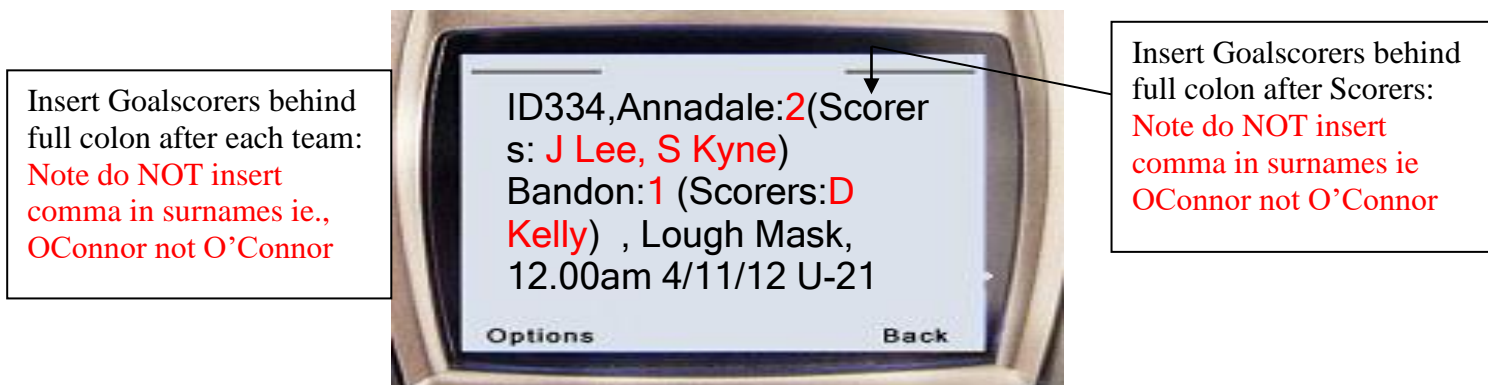 Insert Goalscorers behind
full colon after each team:
Note do NOT insert
comma in surnames ie.,
OConnor not O’Connor
ID334,Annadale:2(Scorer
s: J Lee, S Kyne)
Bandon:1 (Scorers:D
Kelly)  , Lough Mask,
12.00am 4/11/12 U-21
Options Back
Insert Goalscorers behind
full colon after Scorers:
Note do NOT insert
comma in surnames ie
OConnor not O’Connor